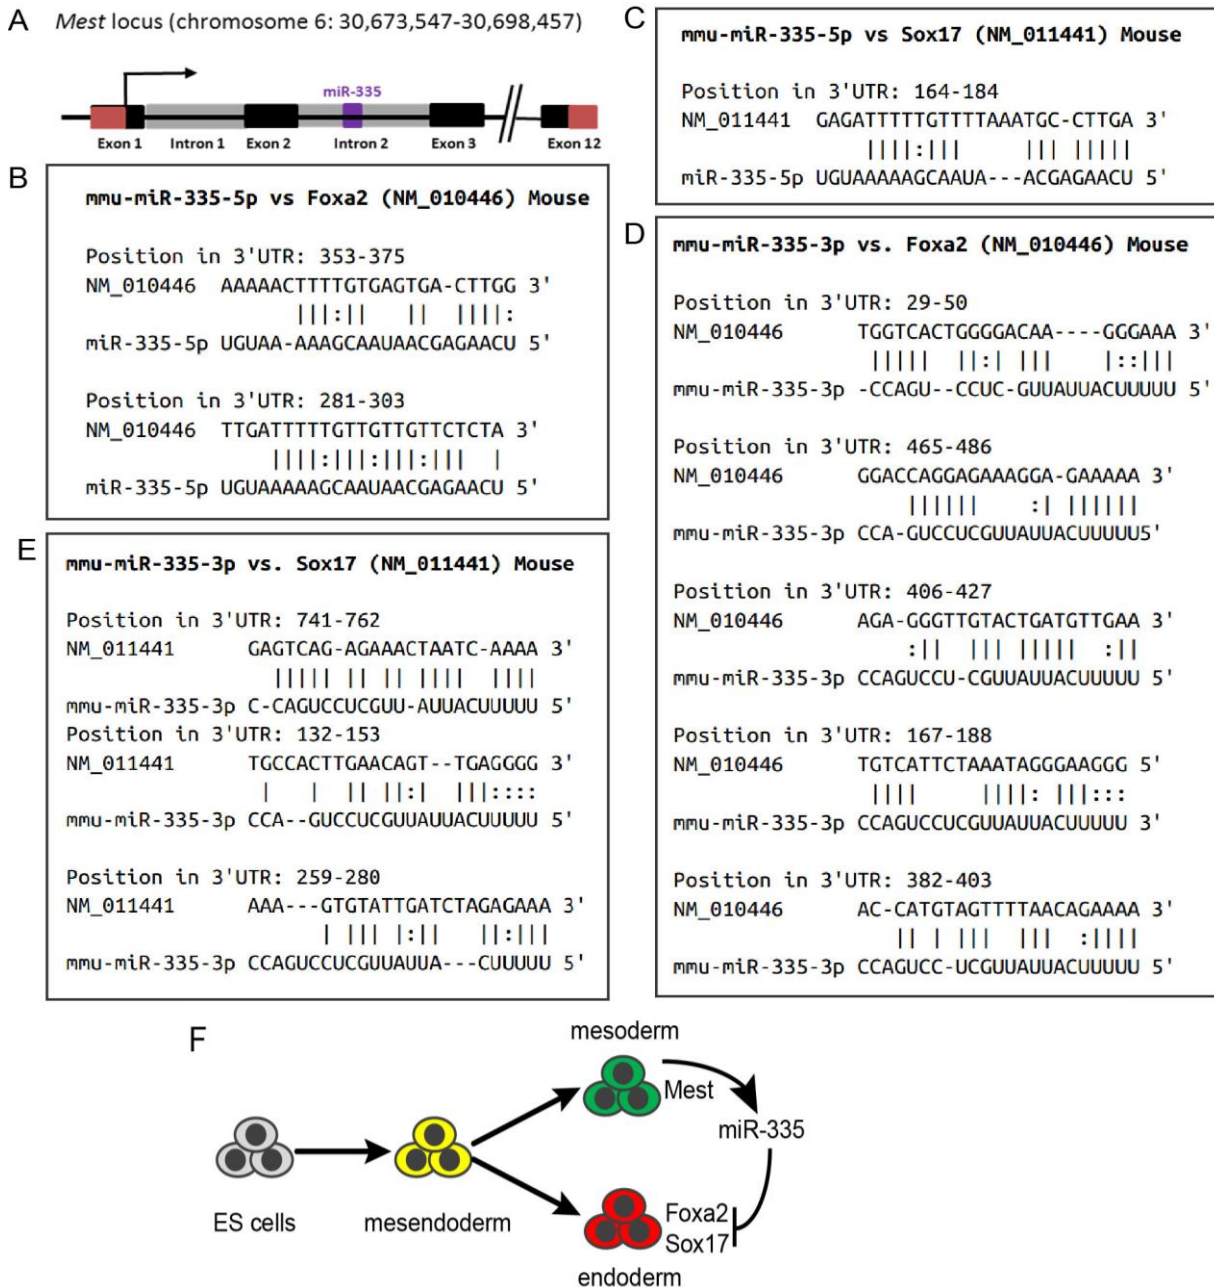 A
Mest locus (chromosome 6: 30,673,547-30,698,457)
miR-335
Exon 1 Intron 1 Exon 2 Intron 2 Exon 3 Exon 12
B
mmu-miR-335-5p vs Foxa2 (NM_010446) Mouse
Position in 3'UTR: 353-375
NM_010446 AAAAACTTTTGTGAGTGA-CTTGG 3'
|||:|| || ||||:
miR-335-5p UGUAA-AAAGCAAUAACGAGAACU 5'
Position in 3'UTR: 281-303
NM_010446 TTGATTTTTGTTGTTGTTCTCTA 3'
||||:|||:|||:||| |
miR-335-5p UGUAAAAAGCAAUAACGAGAACU 5'
C
mmu-miR-335-5p vs Sox17 (NM_011441) Mouse
Position in 3'UTR: 164-184
NM_011441 GAGATTTTTGTTTTAAATGC-CTTGA 3'
||||:||| ||| |||||
miR-335-5p UGUAAAAAGCAAUA---ACGAGAACU 5'
D
mmu-miR-335-3p vs. Foxa2 (NM_010446) Mouse
Position in 3'UTR: 29-50
NM_010446 TGGTCACTGGGGACAA----GGGAAA 3'
||||| ||:| ||| |::|||
mmu-miR-335-3p -CCAGU--CCUC-GUUAUUACUUUUU 5'
Position in 3'UTR: 465-486
NM_010446 GGACCAGGAGAAAGGA-GAAAAA 3'
|||||| :| ||||||
mmu-miR-335-3p CCA-GUCCUCGUUAUUACUUUUU5'
Position in 3'UTR: 406-427
NM_010446 AGA-GGGTTGTACTGATGTTGAA 3'
:|| ||| ||||| :||
mmu-miR-335-3p CCAGUCCU-CGUUAUUACUUUUU 5'
Position in 3'UTR: 167-188
NM_010446 TGTCATTCTAAATAGGGAAGGG 5'
|||| ||||: |||:::
mmu-miR-335-3p CCAGUCCUCGUUAUUACUUUUU 3'
Position in 3'UTR: 382-403
NM_010446 AC-CATGTAGTTTTAACAGAAAA 3'
|| | ||| ||| :||||
mmu-miR-335-3p CCAGUCC-UCGUUAUUACUUUUU 5'
E
mmu-miR-335-3p vs. Sox17 (NM_011441) Mouse
Position in 3'UTR: 741-762
NM_011441 GAGTCAG-AGAAACTAATC-AAAA 3'
||||| || || |||| ||||
mmu-miR-335-3p C-CAGUCCUCGUU-AUUACUUUUU 5'
Position in 3'UTR: 132-153
NM_011441 TGCCACTTGAACAGT--TGAGGGG 3'
| | || ||:| |||::::
mmu-miR-335-3p CCA--GUCCUCGUUAUUACUUUUU 5'
Position in 3'UTR: 259-280
NM_011441 AAA---GTGTATTGATCTAGAGAAA 3'
| ||| |:|| ||:|||
mmu-miR-335-3p CCAGUCCUCGUUAUUA---CUUUUU 5'
F
mesoderm
Mest
miR-335
ES cells
mesendoderm
Foxa2
Sox17
endoderm